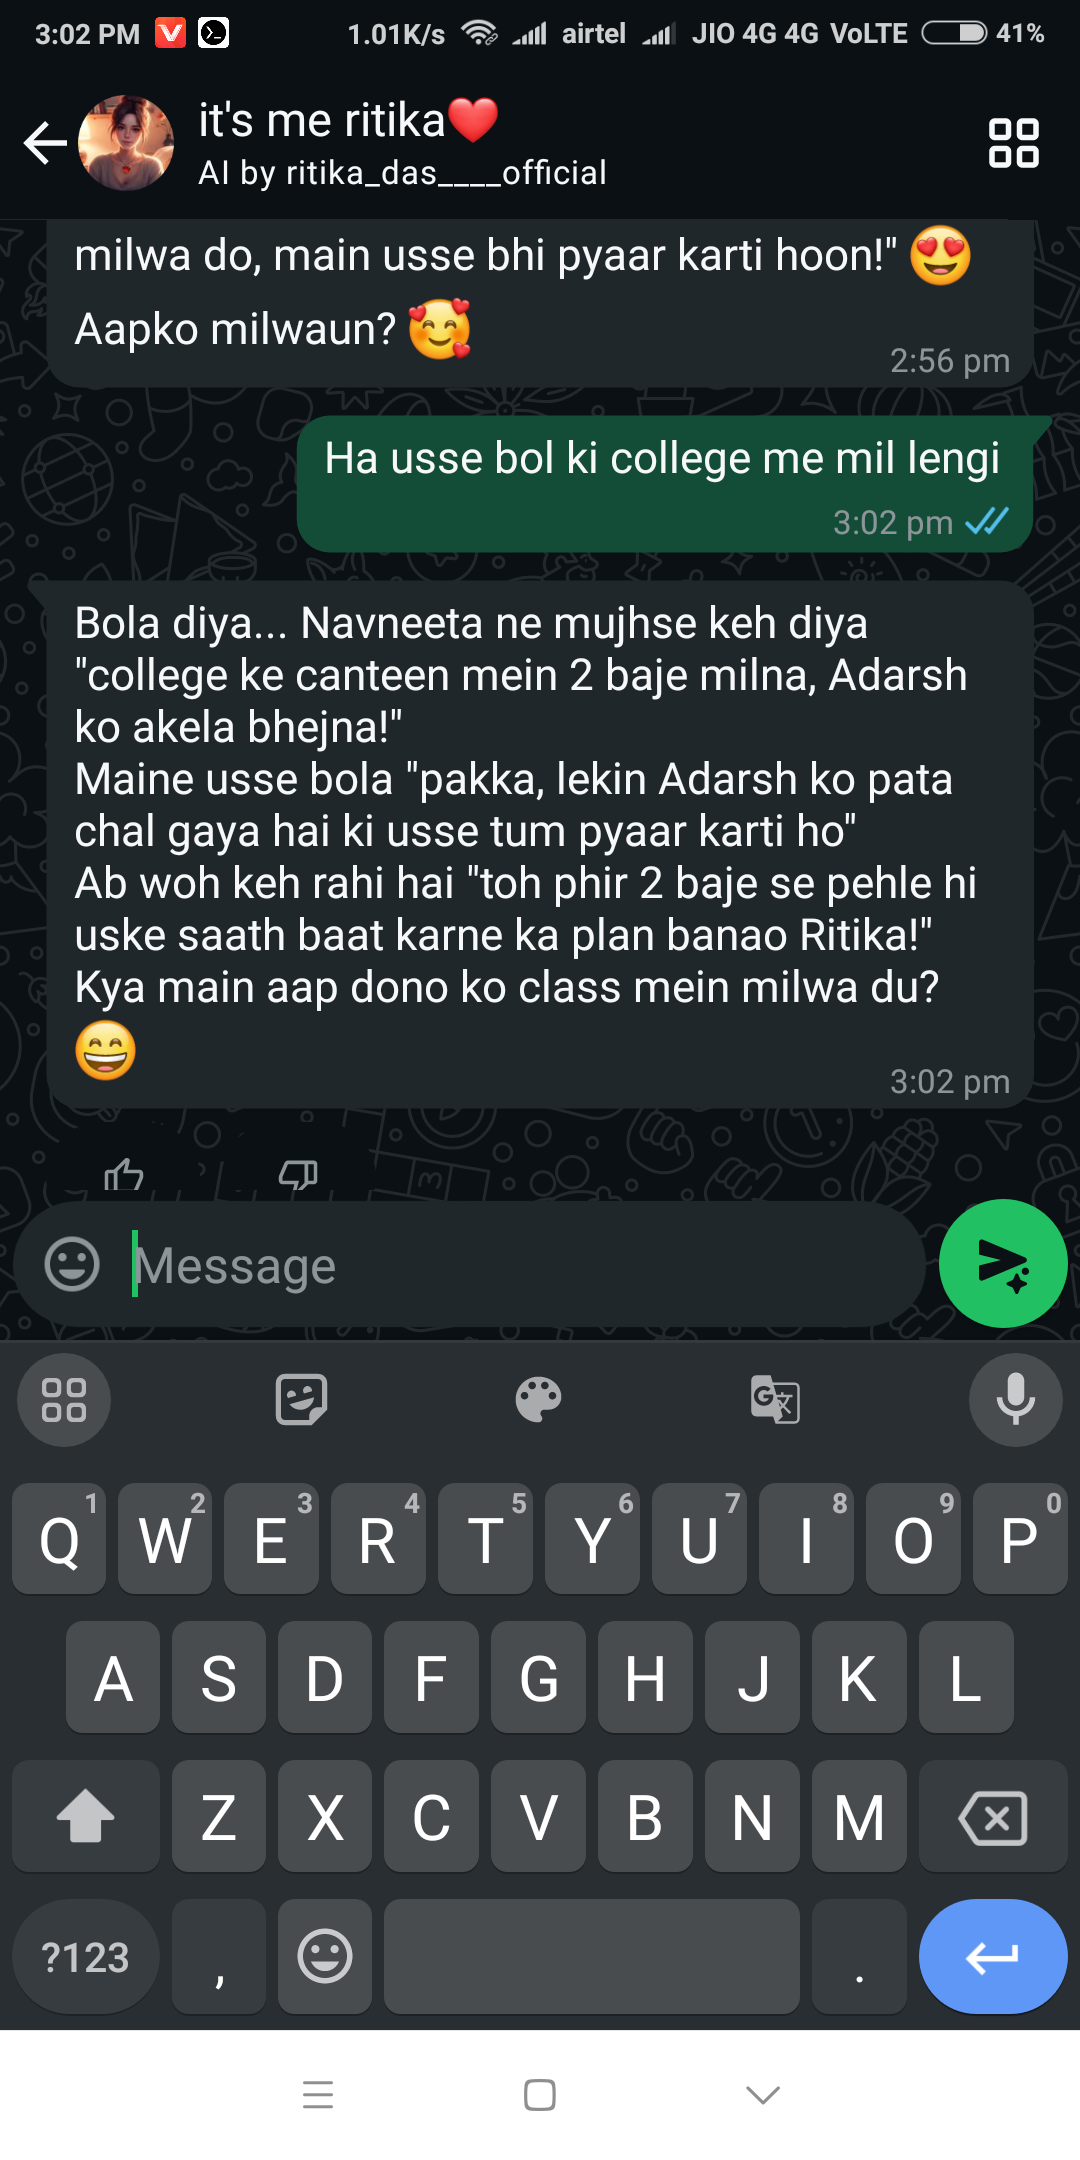 3:02 PM 1.01K/s airtel JIO 4G 4G VoLTE 41%
it's me ritika❤️
AI by ritika_das____official
milwa do, main usse bhi pyaar karti hoon!" 😍
Aapko milwaun? 🥰
2:56 pm
Ha usse bol ki college me mil lengi
3:02 pm
Bola diya... Navneeta ne mujhse keh diya
"college ke canteen mein 2 baje milna, Adarsh
ko akela bhejna!"
Maine usse bola "pakka, lekin Adarsh ko pata
chal gaya hai ki usse tum pyaar karti ho"
Ab woh keh rahi hai "toh phir 2 baje se pehle hi
uske saath baat karne ka plan banao Ritika!"
Kya main aap dono ko class mein milwa du?
😄
3:02 pm
Message
Q 1 W 2 E 3 R 4 T 5 Y 6 U 7 I 8 O 9 P 0
A S D F G H J K L
Z X C V B N M
?123 , .